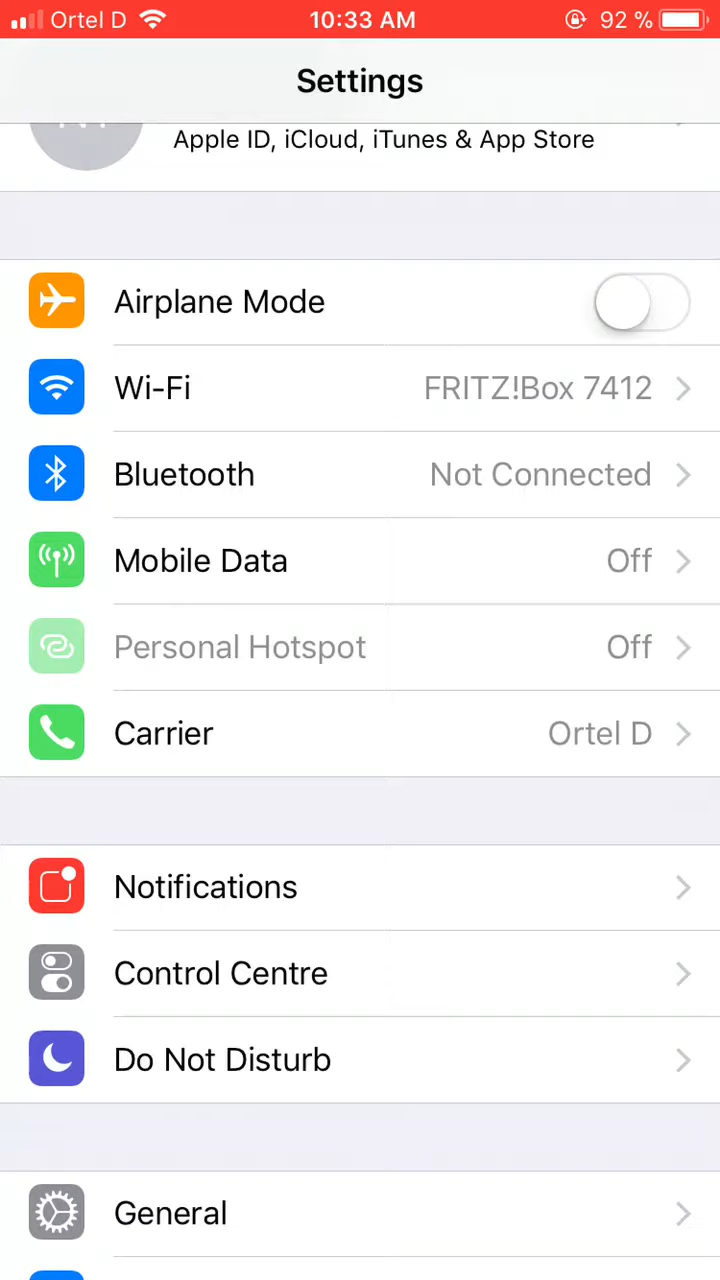 Ortel D 10:33 AM 92 %
Settings
Apple ID, iCloud, iTunes & App Store
Airplane Mode
Wi-Fi FRITZ!Box 7412
Bluetooth Not Connected
Mobile Data Off
Personal Hotspot Off
Carrier Ortel D
Notifications
Control Centre
Do Not Disturb
General